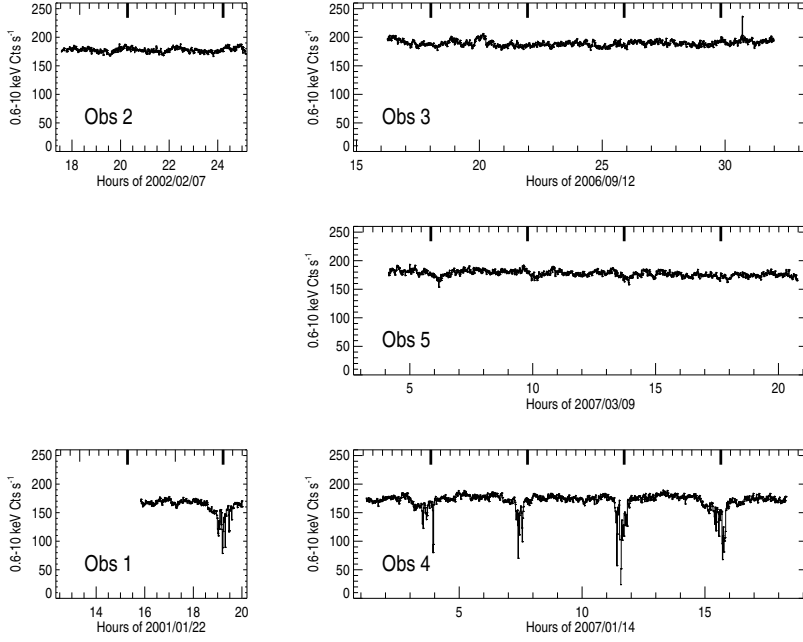 250
200
150
100
50
0
0.6-10 keV Cts s⁻¹
Obs 2
18 20 22 24
Hours of 2002/02/07
250
200
150
100
50
0
0.6-10 keV Cts s⁻¹
Obs 3
15 20 25 30
Hours of 2006/09/12
250
200
150
100
50
0
0.6-10 keV Cts s⁻¹
Obs 5
5 10 15 20
Hours of 2007/03/09
250
200
150
100
50
0
0.6-10 keV Cts s⁻¹
Obs 1
14 16 18 20
Hours of 2001/01/22
250
200
150
100
50
0
0.6-10 keV Cts s⁻¹
Obs 4
5 10 15
Hours of 2007/01/14